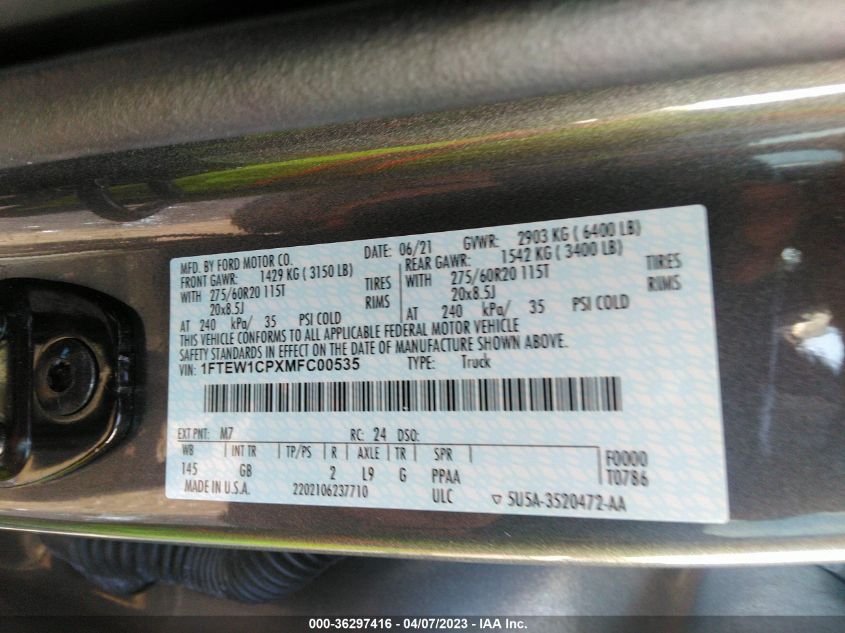 MFD. BY FORD MOTOR CO. DATE: 06/21 GVWR: 2903 KG ( 6400 LB)
FRONT GAWR: 1429 KG ( 3150 LB) REAR GAWR: 1542 KG ( 3400 LB)
WITH 275/60R20 115T TIRES WITH 275/60R20 115T TIRES
20x8.5J RIMS 20x8.5J RIMS
AT 240 kPa/ 35 PSI COLD AT 240 kPa/ 35 PSI COLD
THIS VEHICLE CONFORMS TO ALL APPLICABLE FEDERAL MOTOR VEHICLE
SAFETY STANDARDS IN EFFECT ON THE DATE OF MANUFACTURE SHOWN ABOVE.
VIN: 1FTEW1CPXMFC00535 TYPE: Truck
EXT PNT: M7 RC: 24 DSO:
WB INT TR TP/PS R AXLE TR SPR F0000
145 GB 2 L9 G PPAA T0786
MADE IN U.S.A. 2202106237710 ULC ▽ 5U5A-3520472-AA
000-36297416 - 04/07/2023 - IAA Inc.